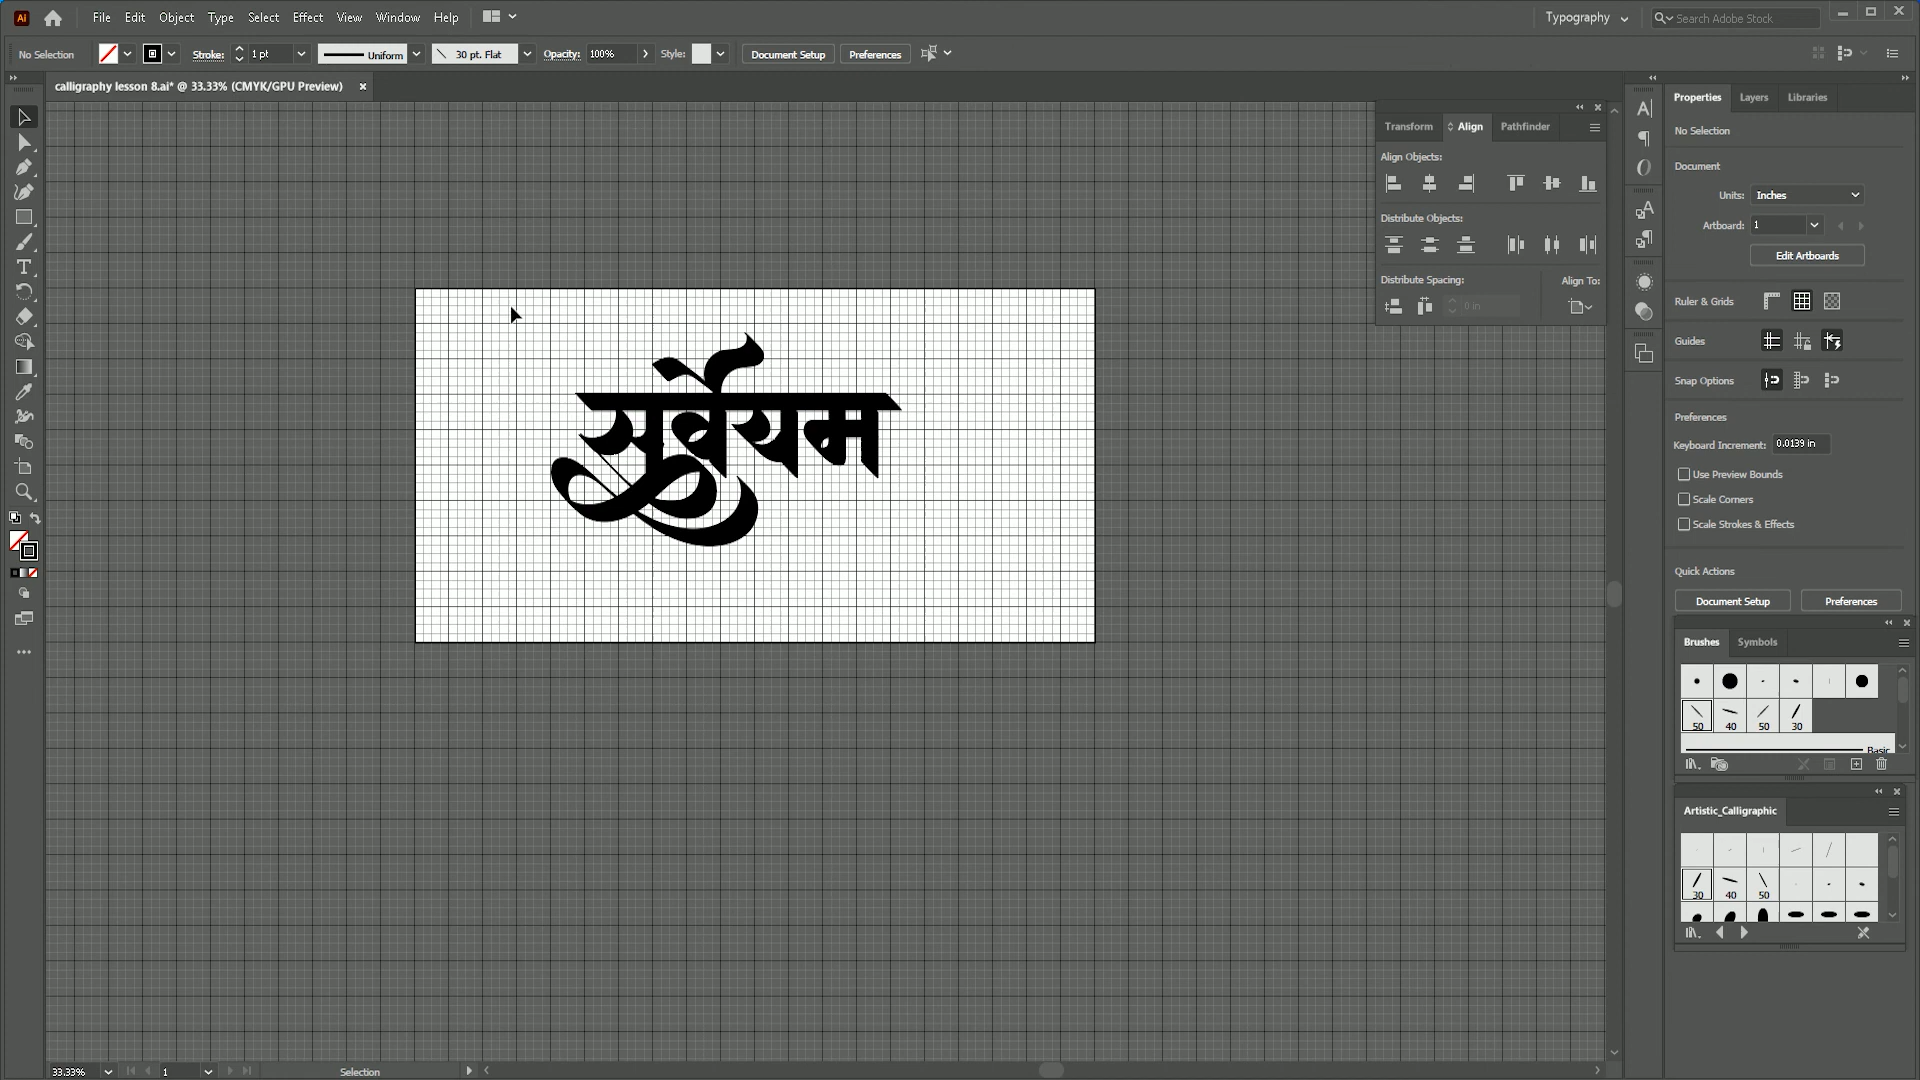 Ai File Edit Object Type Select Effect View Window Help Typography Search Adobe Stock
No Selection Stroke: 1 pt Uniform 30 pt. Flat Opacity: 100% Style: Document Setup Preferences
calligraphy lesson 8.ai* @ 33.33% (CMYK/GPU Preview)
Transform Align Pathfinder
Align Objects:
Distribute Objects:
Distribute Spacing: Align To:
0 in
Properties Layers Libraries
No Selection
Document
Units: Inches
Artboard: 1
Edit Artboards
Ruler & Grids
Guides
Snap Options
Preferences
Keyboard Increment: 0.0139 in
Use Preview Bounds
Scale Corners
Scale Strokes & Effects
Quick Actions
Document Setup Preferences
Brushes Symbols
50 40 50 30
Basic
Artistic_Calligraphic
30 40 50
33.33% 1 Selection